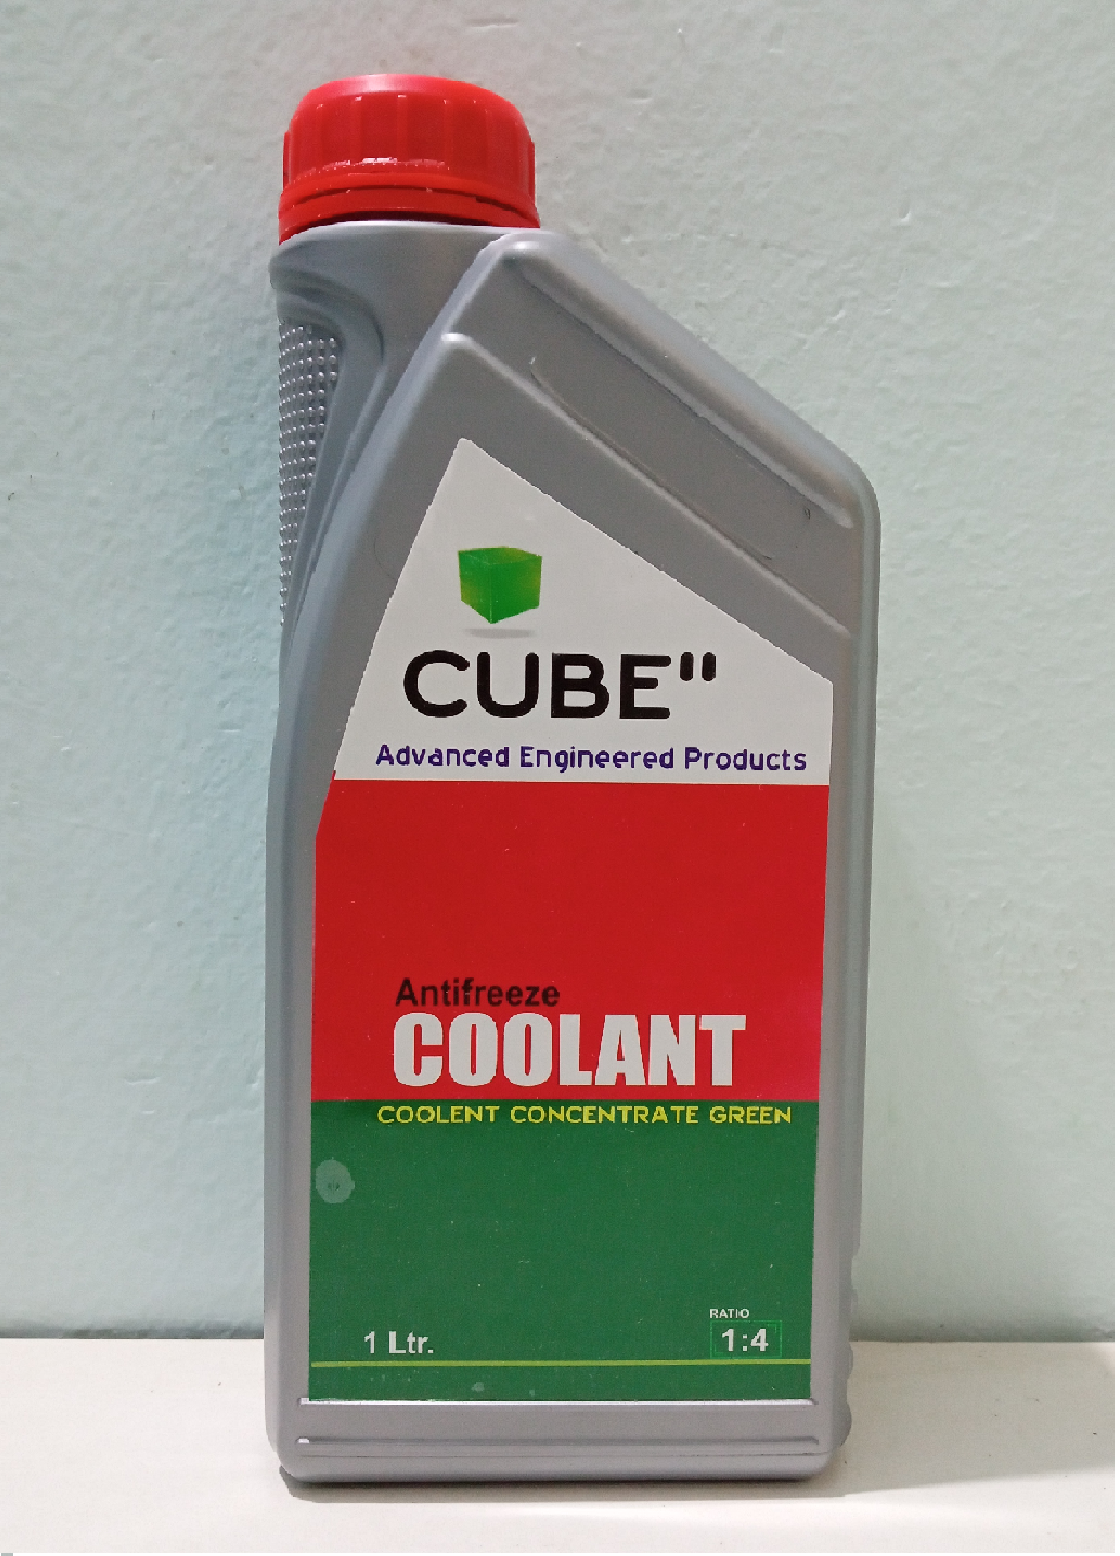 CUBE"
Advanced Engineered Products
Antifreeze
COOLANT
COOLENT CONCENTRATE GREEN
RATIO
1 Ltr.
1:4